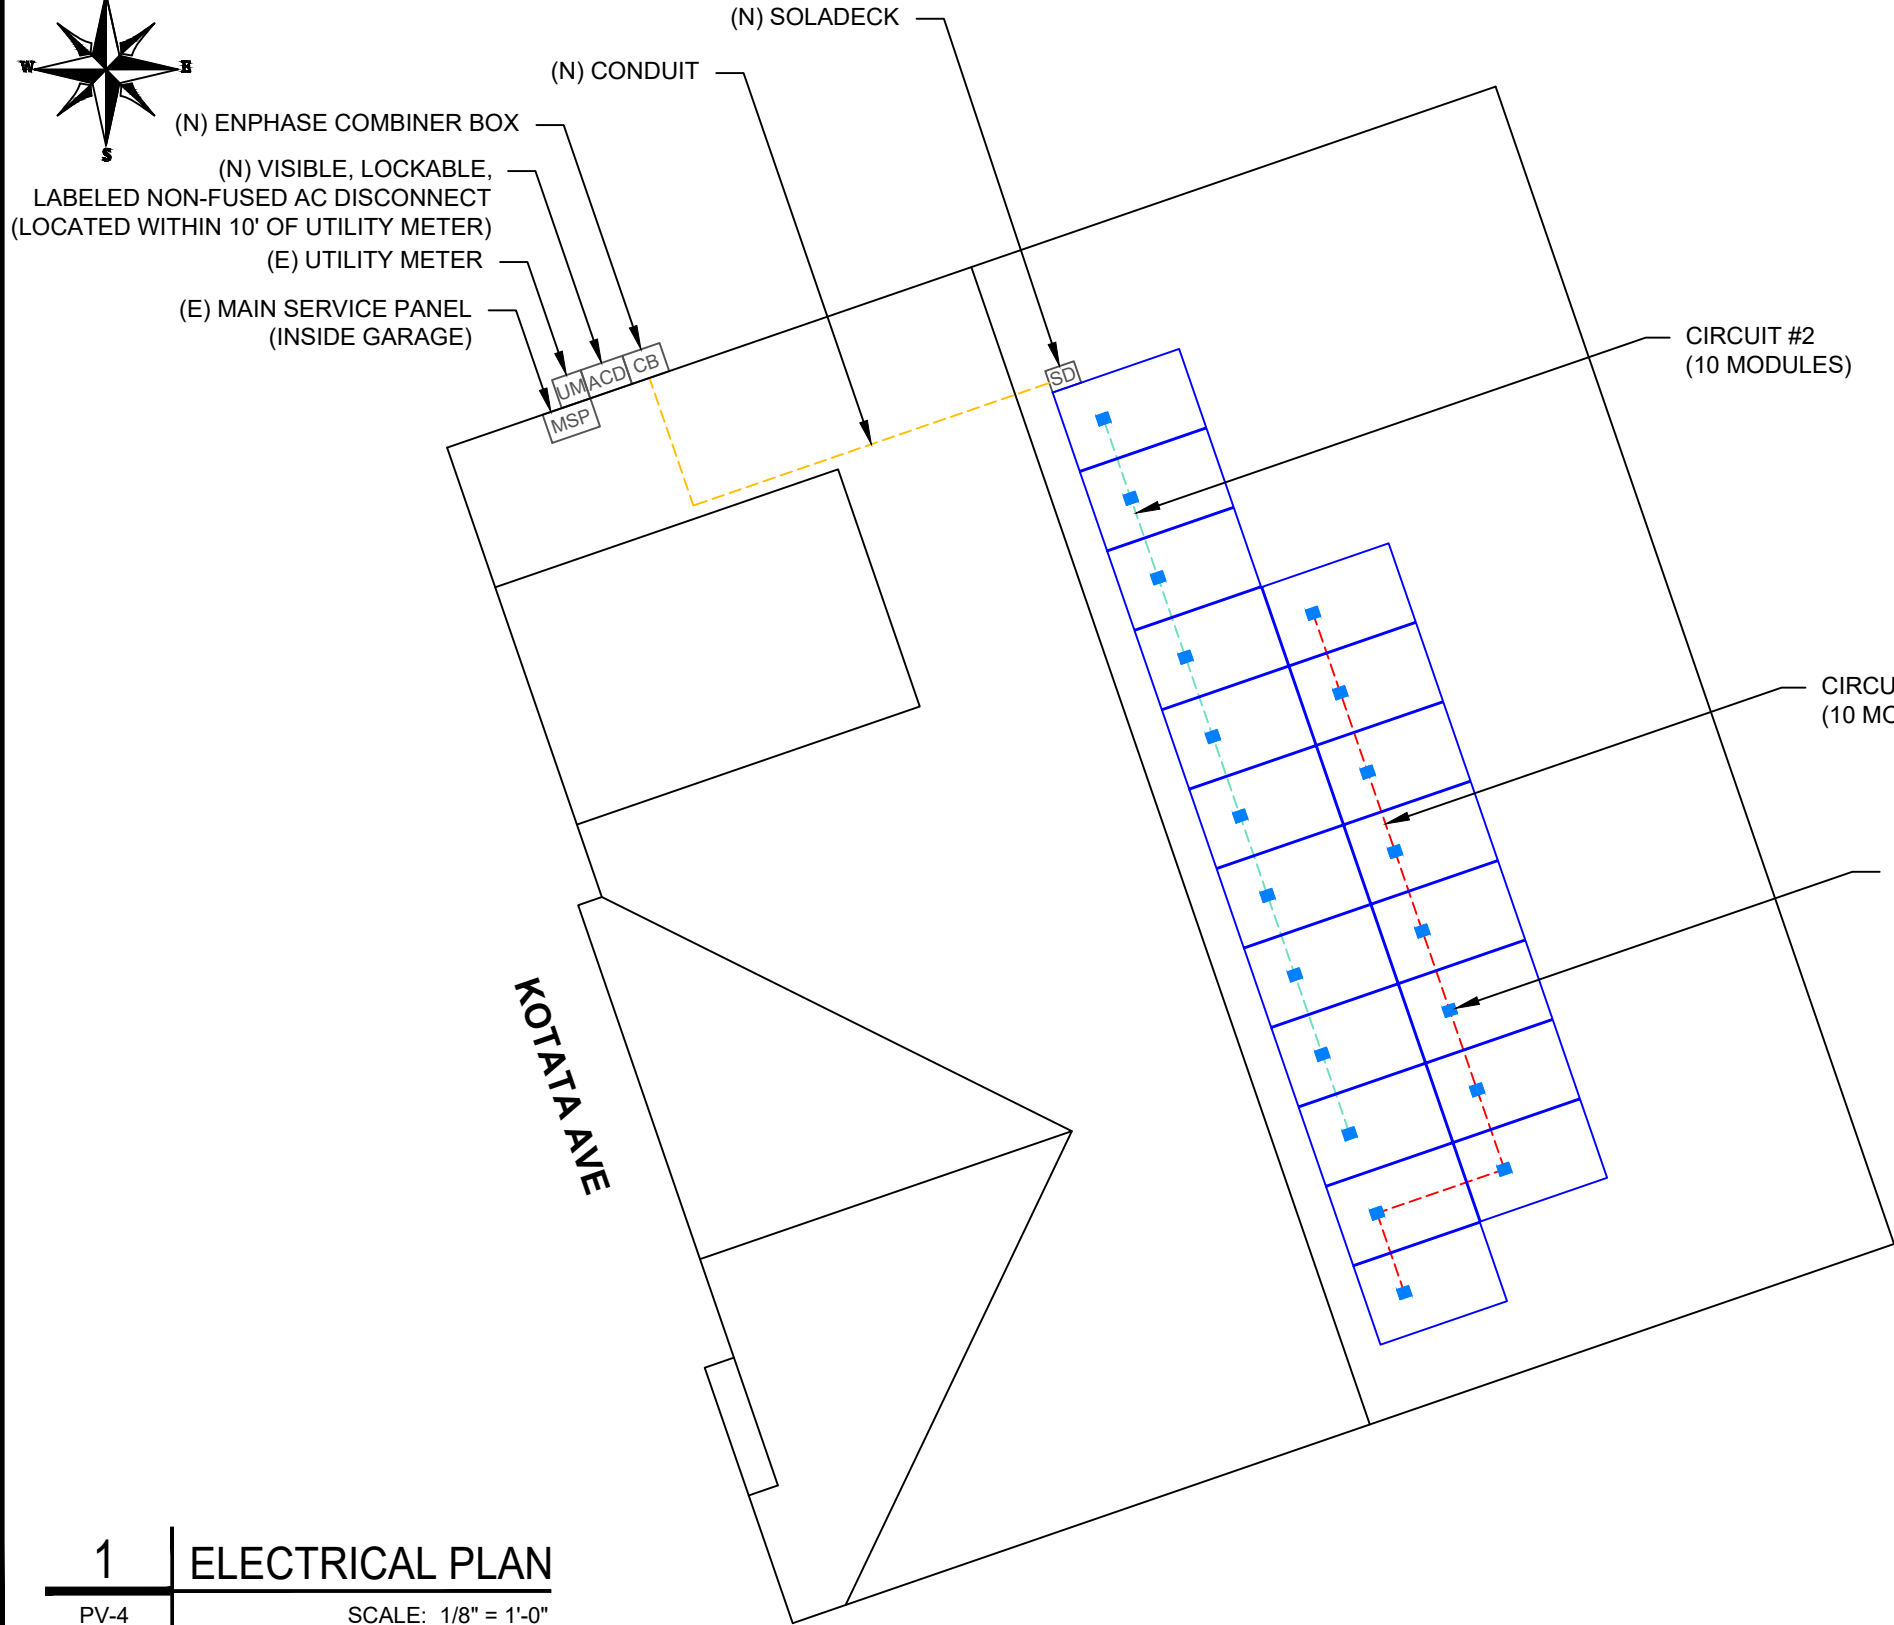 W
E
S
(N) SOLADECK
(N) CONDUIT
(N) ENPHASE COMBINER BOX
(N) VISIBLE, LOCKABLE,
LABELED NON-FUSED AC DISCONNECT
(LOCATED WITHIN 10' OF UTILITY METER)
(E) UTILITY METER
(E) MAIN SERVICE PANEL
(INSIDE GARAGE)
UM
ACD
CB
MSP
SD
CIRCUIT #2
(10 MODULES)
(10
KOTATA AVE
1
ELECTRICAL PLAN
PV-4
SCALE: 1/8" = 1'-0"